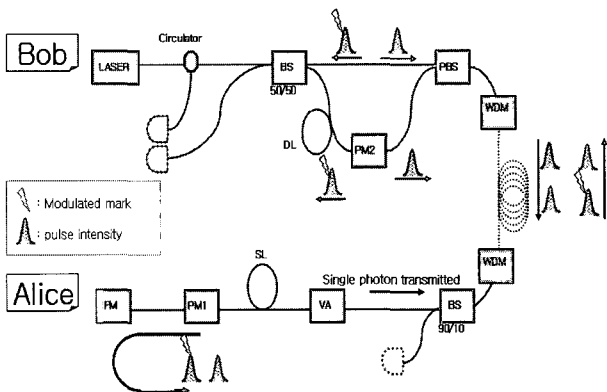 Bob
Circulator
LASER
BS
50/50
PBS
WDM
DL
PM2
: Modulated mark
: pulse intensity
WDM
Alice
SL
Single photon transmitted
FM
PM1
VA
BS
90/10